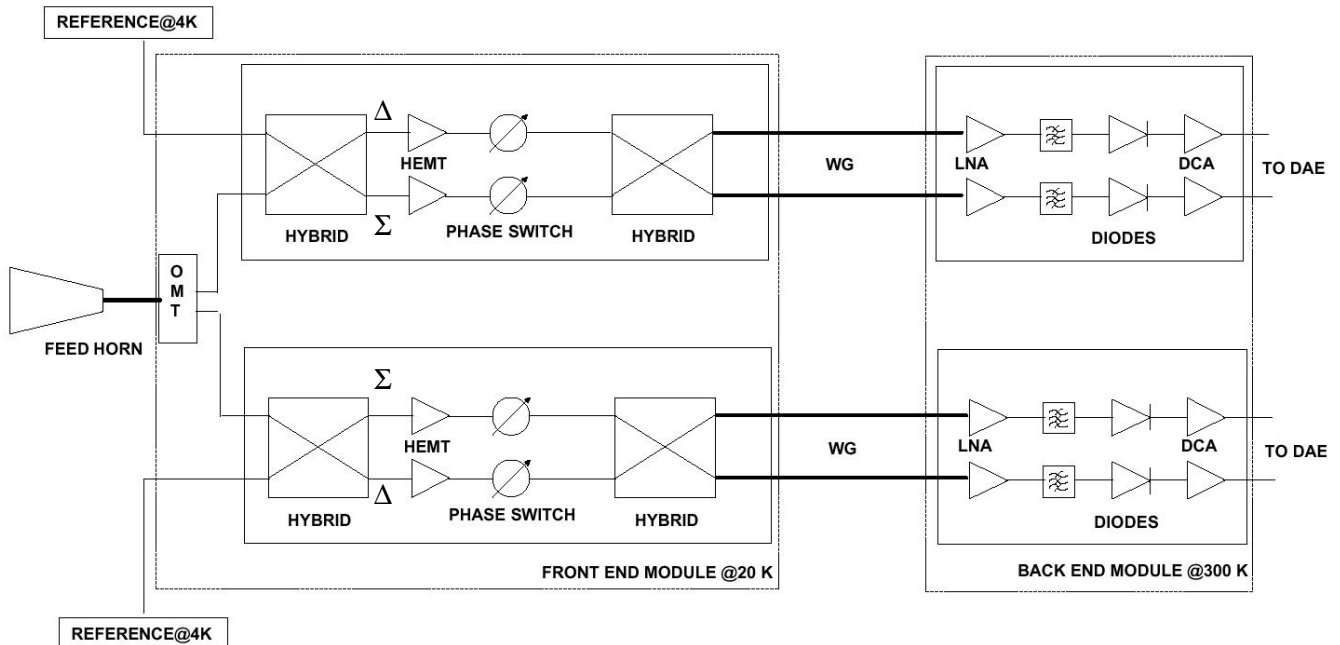 REFERENCE@4K
Δ
HEMT
WG
LNA
DCA
TO DAE
Σ
HYBRID
PHASE SWITCH
HYBRID
DIODES
O
M
T
FEED HORN
Σ
HEMT
WG
LNA
DCA
TO DAE
Δ
HYBRID
PHASE SWITCH
HYBRID
DIODES
FRONT END MODULE @20 K
BACK END MODULE @300 K
REFERENCE@4K